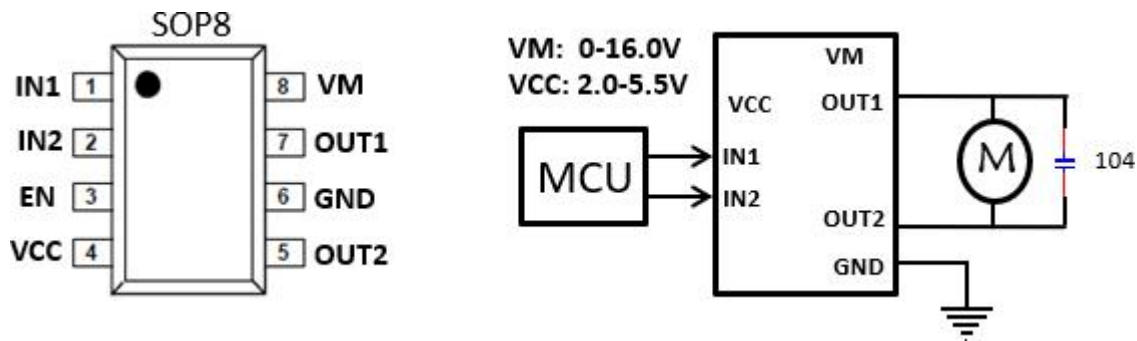 SOP8
IN1 1 8 VM
IN2 2 7 OUT1
EN 3 6 GND
VCC 4 5 OUT2
VM: 0-16.0V
VCC: 2.0-5.5V
MCU
VM
VCC OUT1
IN1
IN2
OUT2
GND
M
104